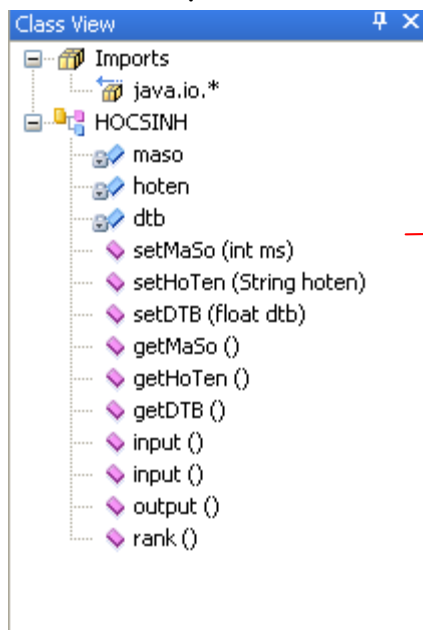 Class View
Imports
java.io.*
HOCSINH
maso
hoten
dtb
setMaSo (int ms)
setHoTen (String hoten)
setDTB (float dtb)
getMaSo ()
getHoTen ()
getDTB ()
input ()
input ()
output ()
rank ()